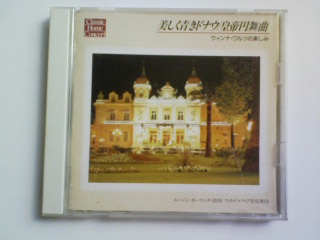 Classic
Home
Concert
美しく青きドナウ/皇帝円舞曲
ウィンナ・ワルツの楽しみ